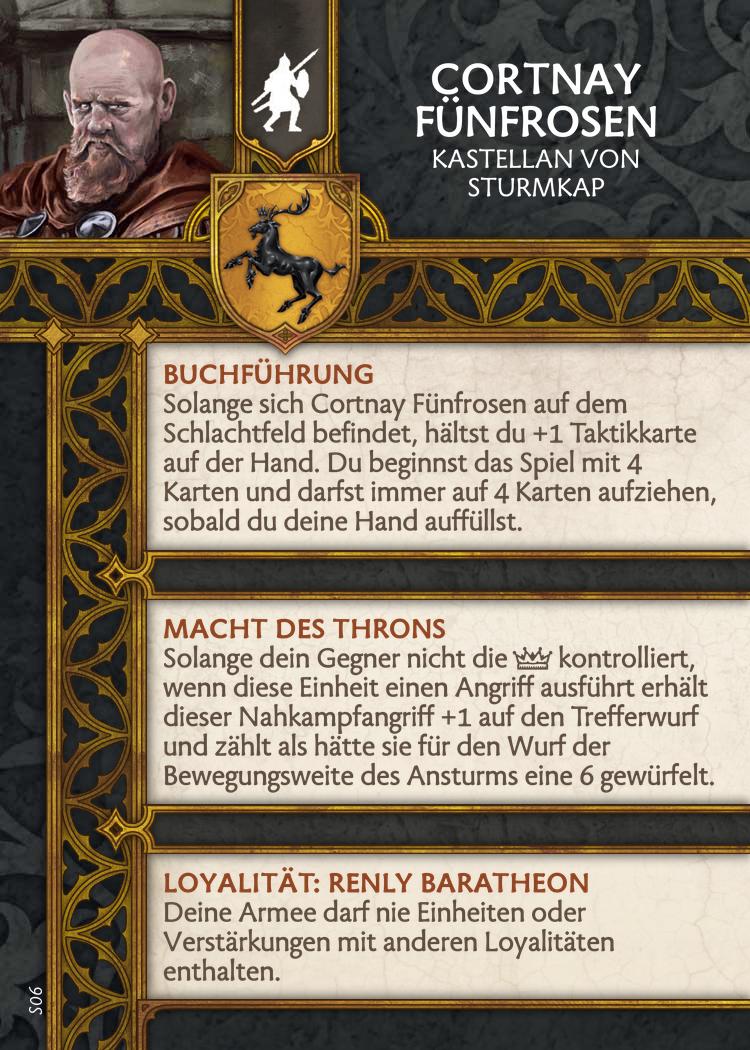 CORTNAY
FÜNFROSEN
KASTELLAN VON
STURMKAP
BUCHFÜHRUNG
Solange sich Cortnay Fünfrosen auf dem
Schlachtfeld befindet, hältst du +1 Taktikkarte
auf der Hand. Du beginnst das Spiel mit 4
Karten und darfst immer auf 4 Karten aufziehen,
sobald du deine Hand auffüllst.
MACHT DES THRONS
Solange dein Gegner nicht die kontrolliert,
wenn diese Einheit einen Angriff ausführt erhält
dieser Nahkampfangriff +1 auf den Trefferwurf
und zählt als hätte sie für den Wurf der
Bewegungsweite des Ansturms eine 6 gewürfelt.
LOYALITÄT: RENLY BARATHEON
Deine Armee darf nie Einheiten oder
Verstärkungen mit anderen Loyalitäten
enthalten.
S06